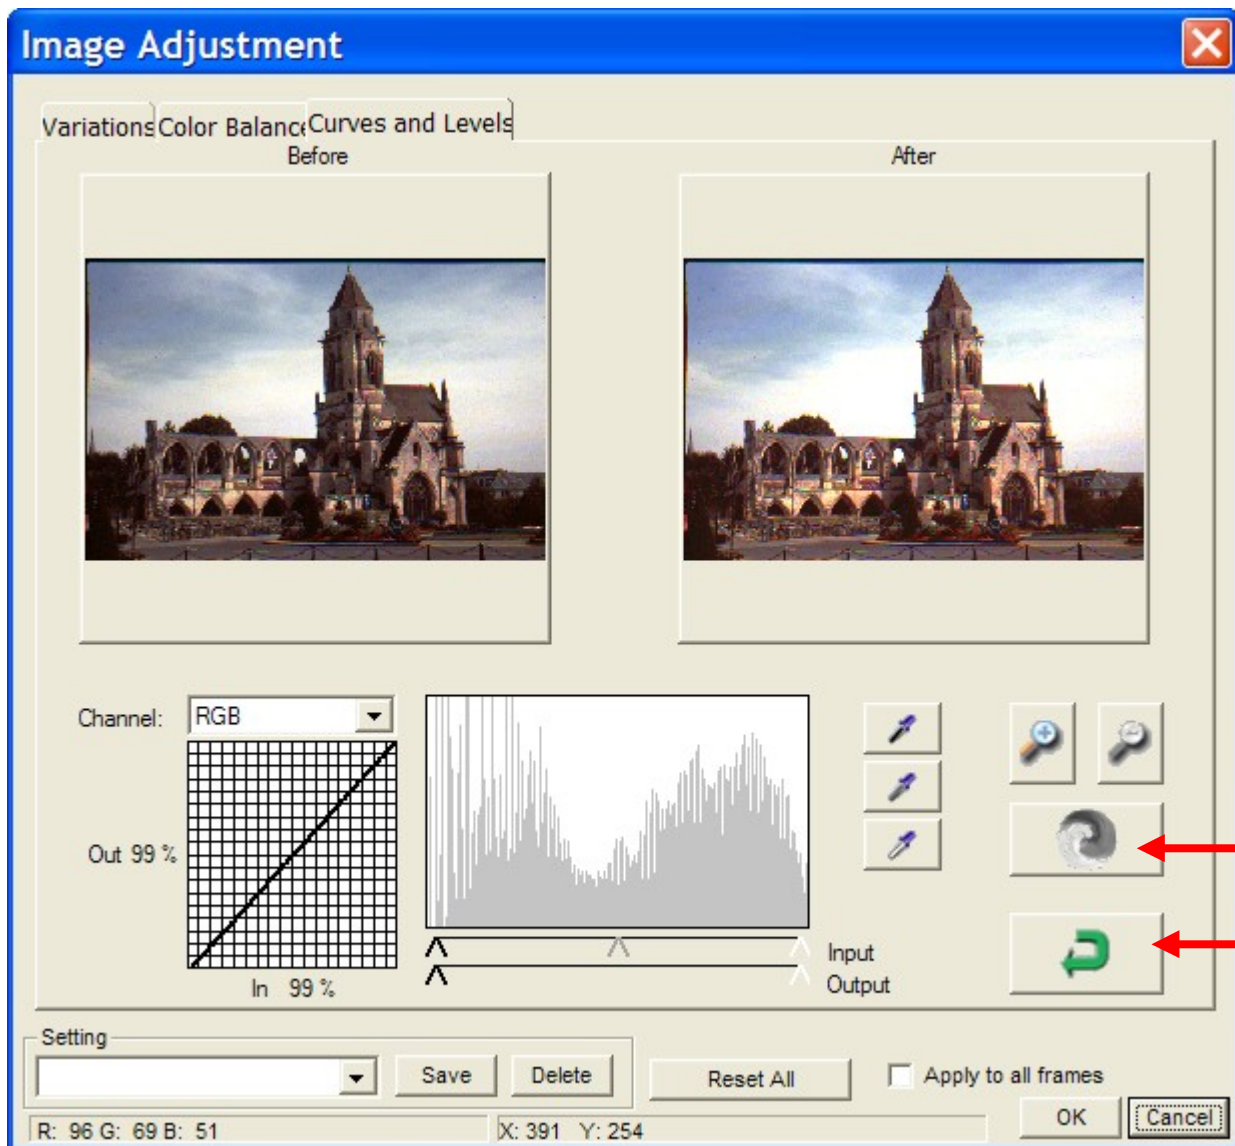 Image Adjustment
Variations Color Balance Curves and Levels
Before After
Channel: RGB
Out 99 %
In 99 %
Input
Output
Setting
Save Delete Reset All Apply to all frames
OK Cancel
R: 96 G: 69 B: 51 X: 391 Y: 254